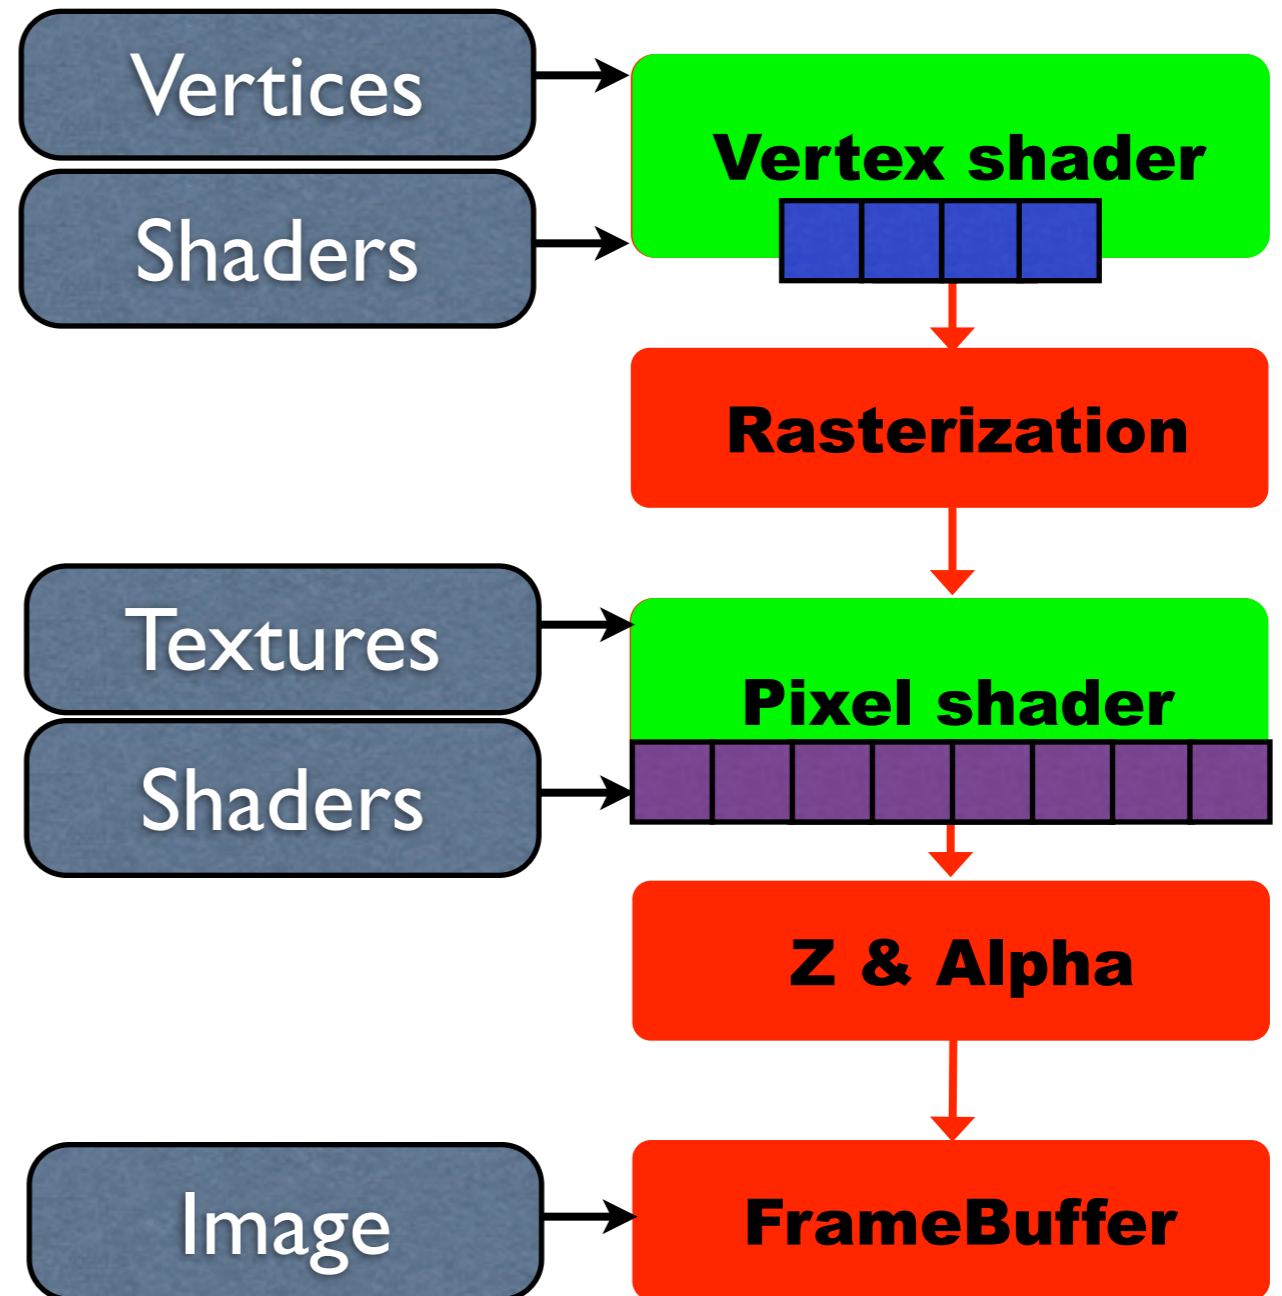 Vertices
Vertex shader
Shaders
Rasterization
Textures
Pixel shader
Shaders
Z & Alpha
Image
FrameBuffer